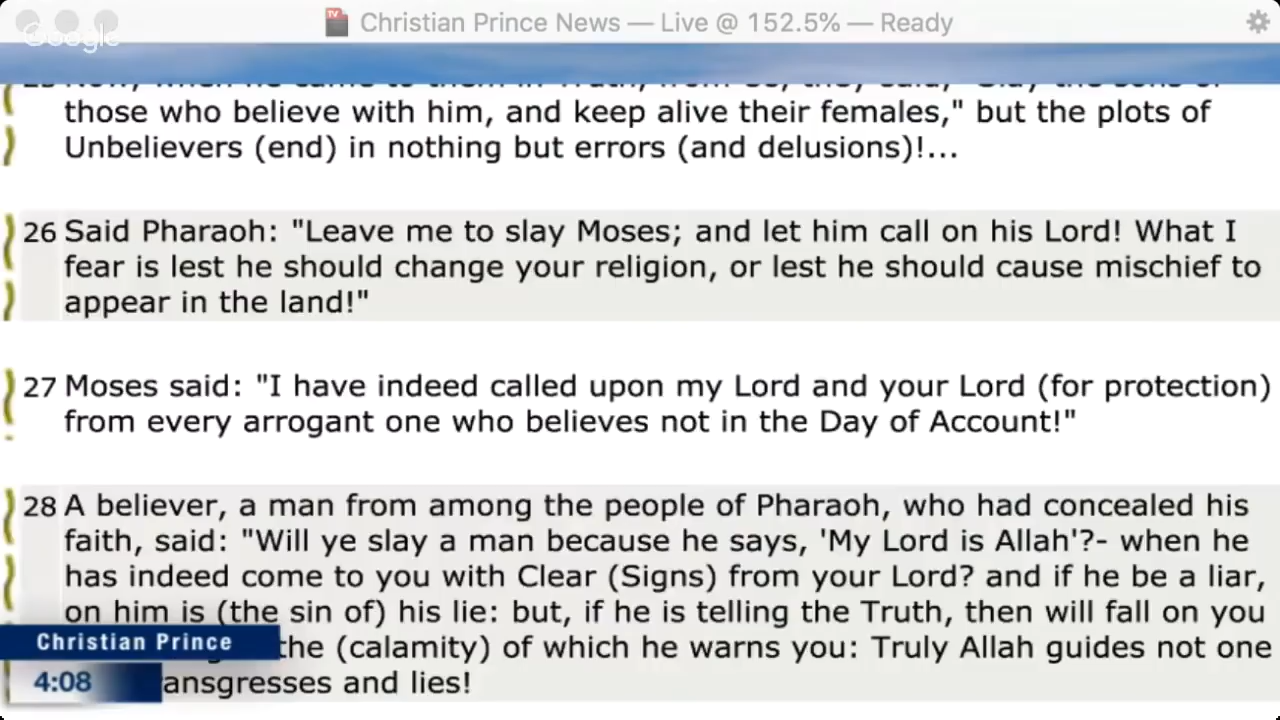 Christian Prince News — Live @ 152.5% — Ready
Google
those who believe with him, and keep alive their females," but the plots of
Unbelievers (end) in nothing but errors (and delusions)!...
26 Said Pharaoh: "Leave me to slay Moses; and let him call on his Lord! What I
fear is lest he should change your religion, or lest he should cause mischief to
appear in the land!"
27 Moses said: "I have indeed called upon my Lord and your Lord (for protection)
from every arrogant one who believes not in the Day of Account!"
28 A believer, a man from among the people of Pharaoh, who had concealed his
faith, said: "Will ye slay a man because he says, 'My Lord is Allah'?- when he
has indeed come to you with Clear (Signs) from your Lord? and if he be a liar,
on him is (the sin of) his lie: but, if he is telling the Truth, then will fall on you
the (calamity) of which he warns you: Truly Allah guides not one
ansgresses and lies!
Christian Prince
4:08